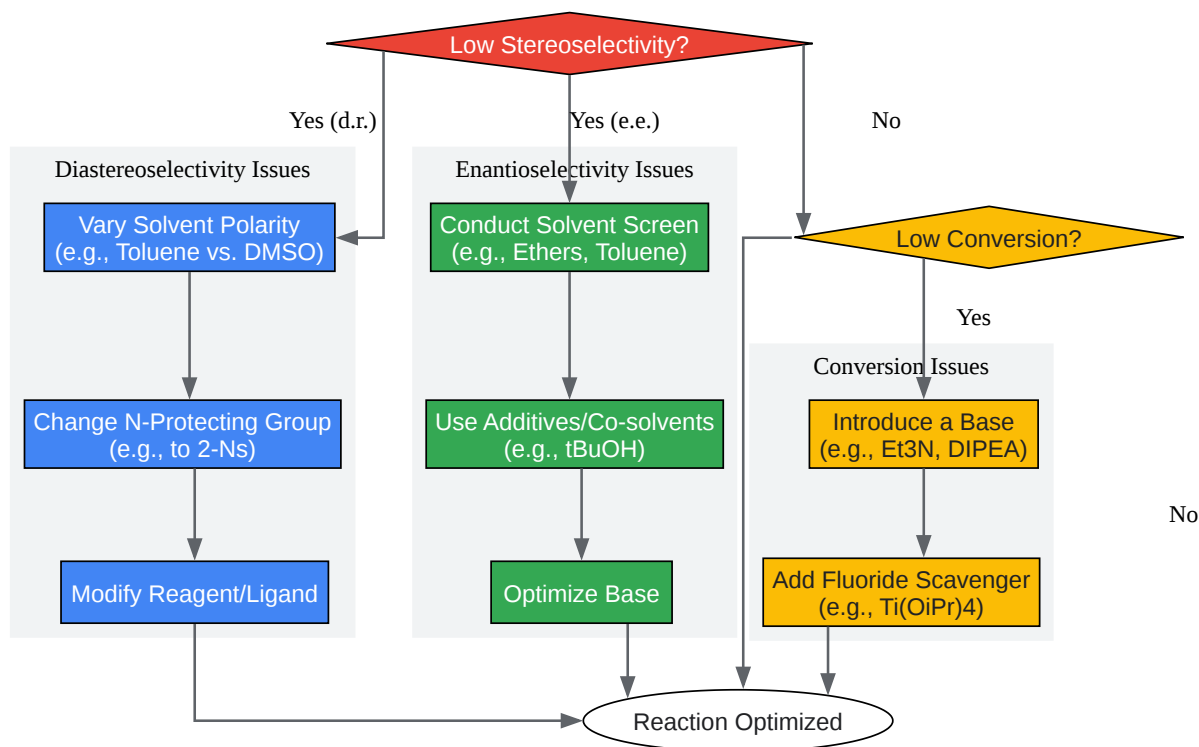 Low Stereoselectivity?
Yes (d.r.)
Yes (e.e.)
No
Diastereoselectivity Issues
Vary Solvent Polarity
(e.g., Toluene vs. DMSO)
Change N-Protecting Group
(e.g., to 2-Ns)
Modify Reagent/Ligand
Enantioselectivity Issues
Conduct Solvent Screen
(e.g., Ethers, Toluene)
Use Additives/Co-solvents
(e.g., tBuOH)
Optimize Base
Low Conversion?
Yes
Conversion Issues
Introduce a Base
(e.g., Et3N, DIPEA)
Add Fluoride Scavenger
(e.g., Ti(OiPr)4)
No
Reaction Optimized